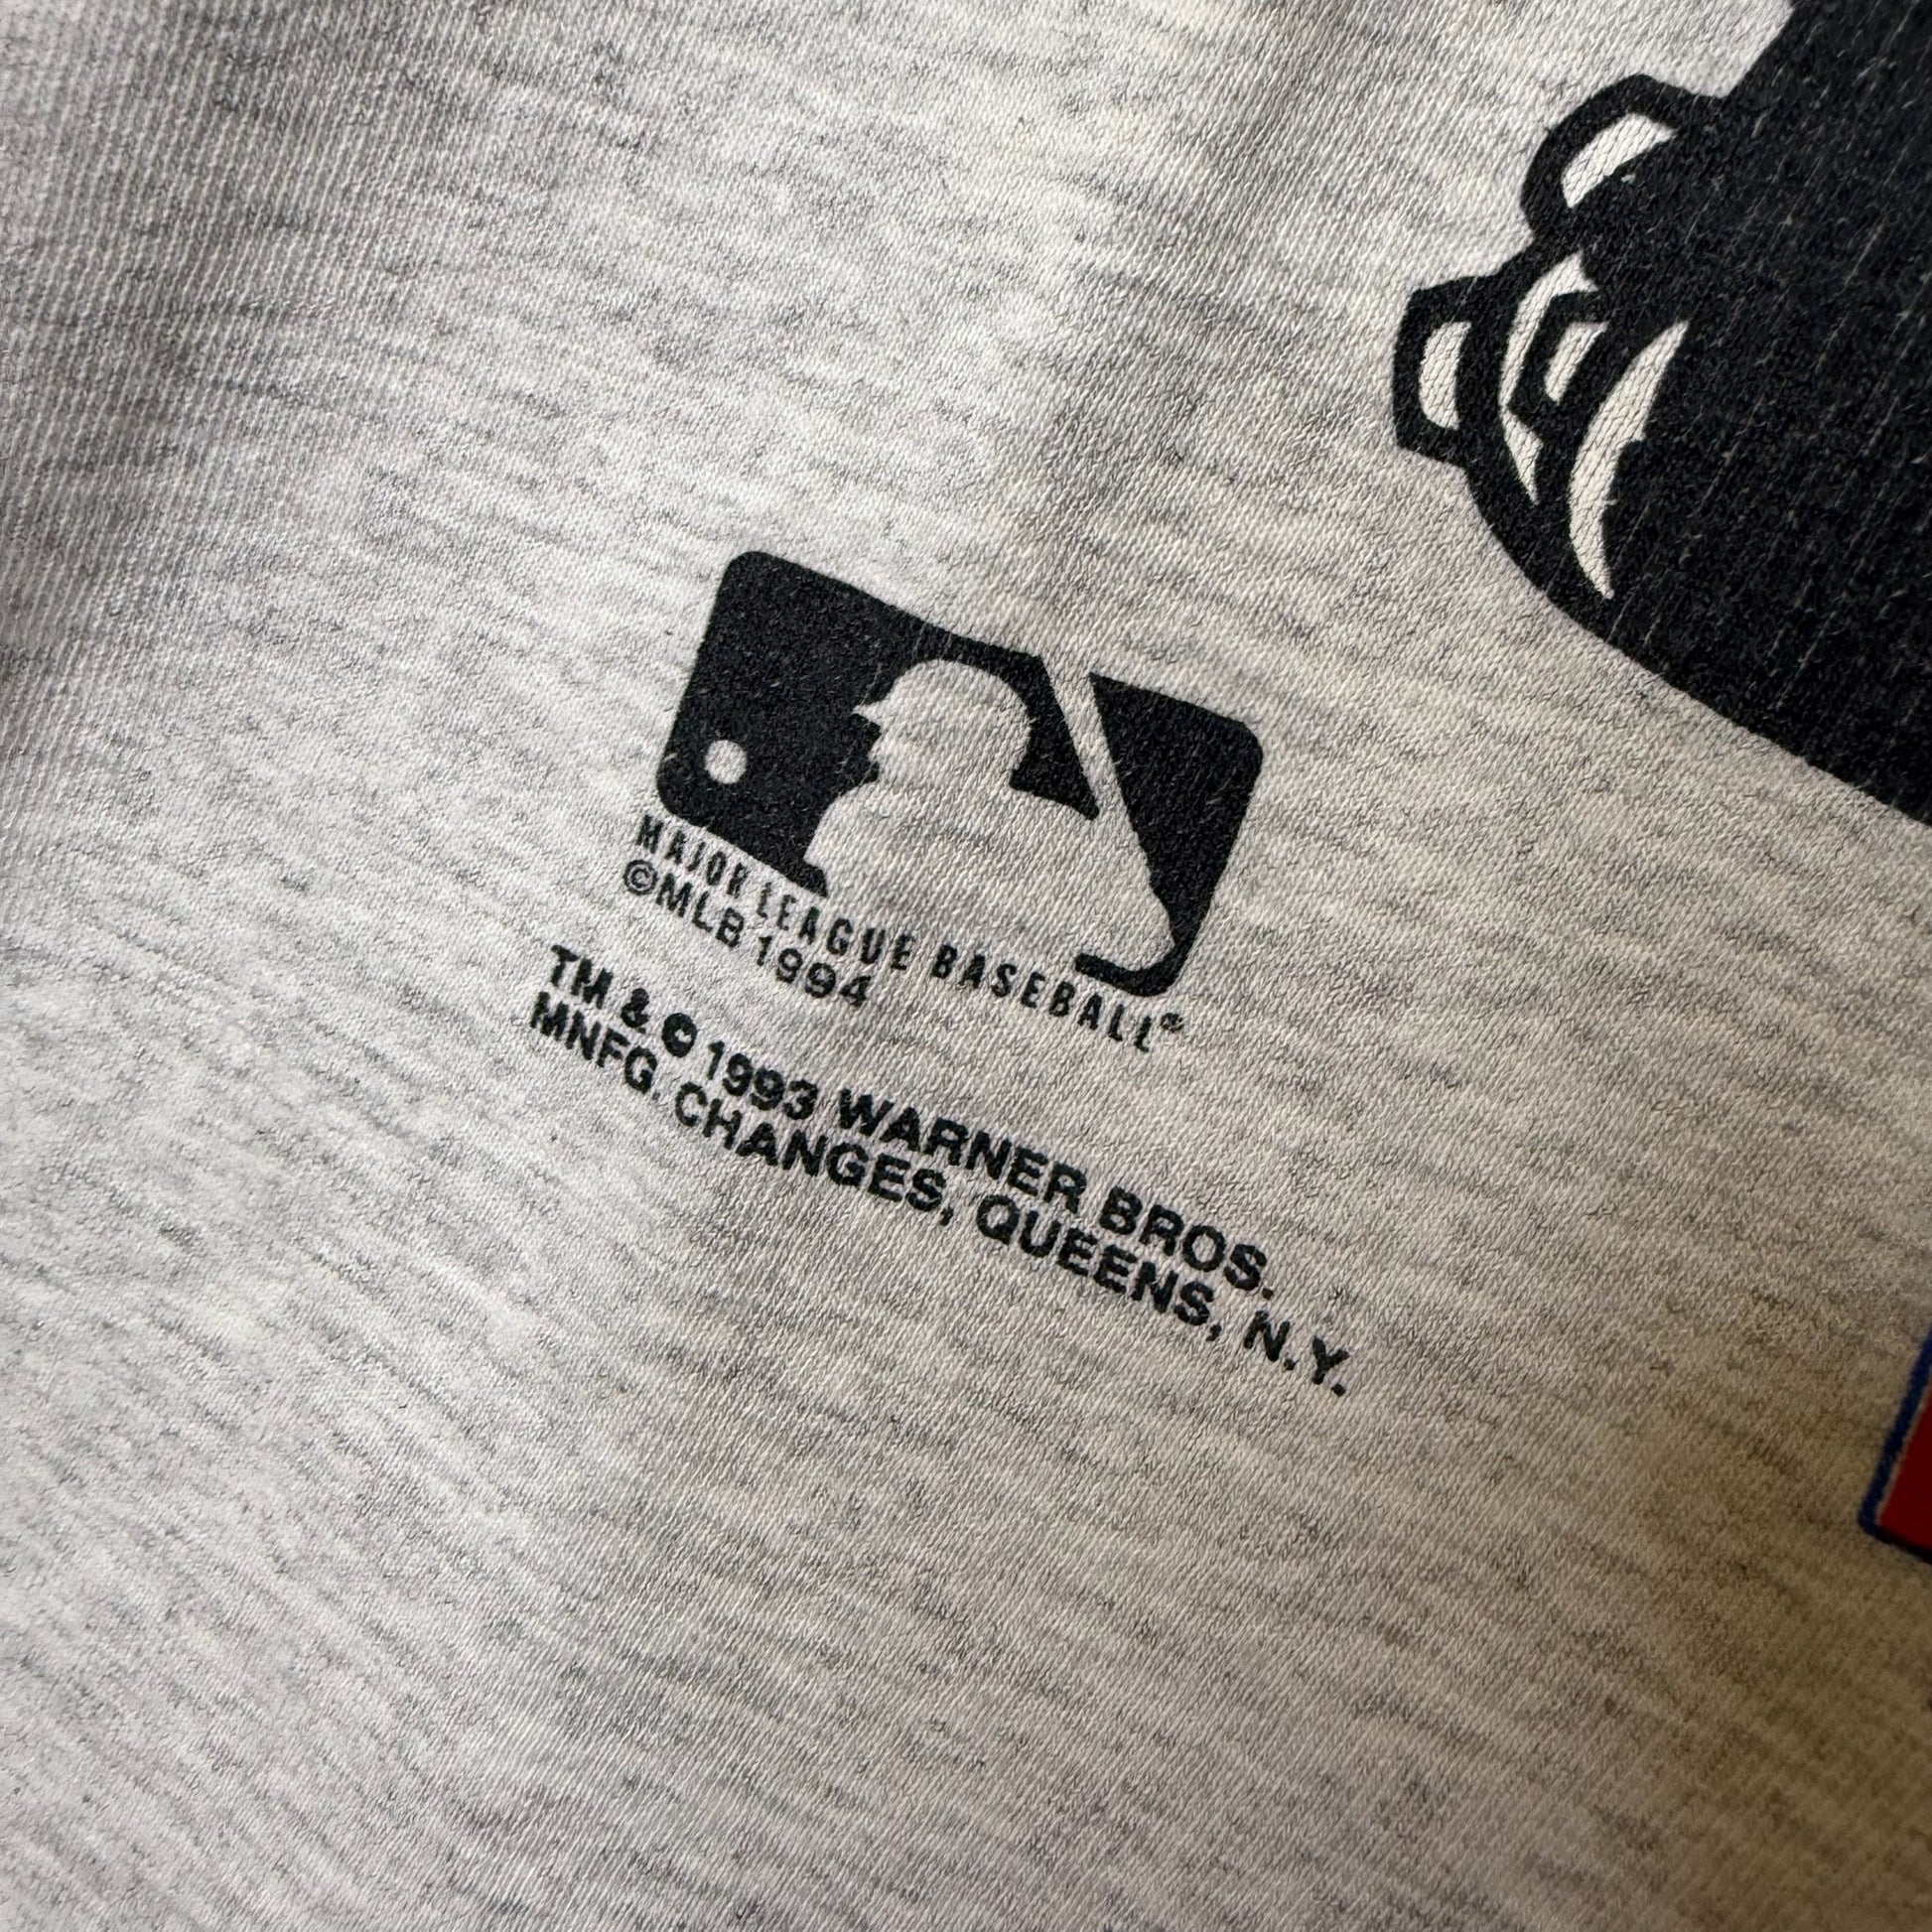 MAJOR LEAGUE BASEBALL®
©MLB 1994
TM & © 1993 WARNER BROS.
MNFG. CHANGES, QUEENS, N.Y.